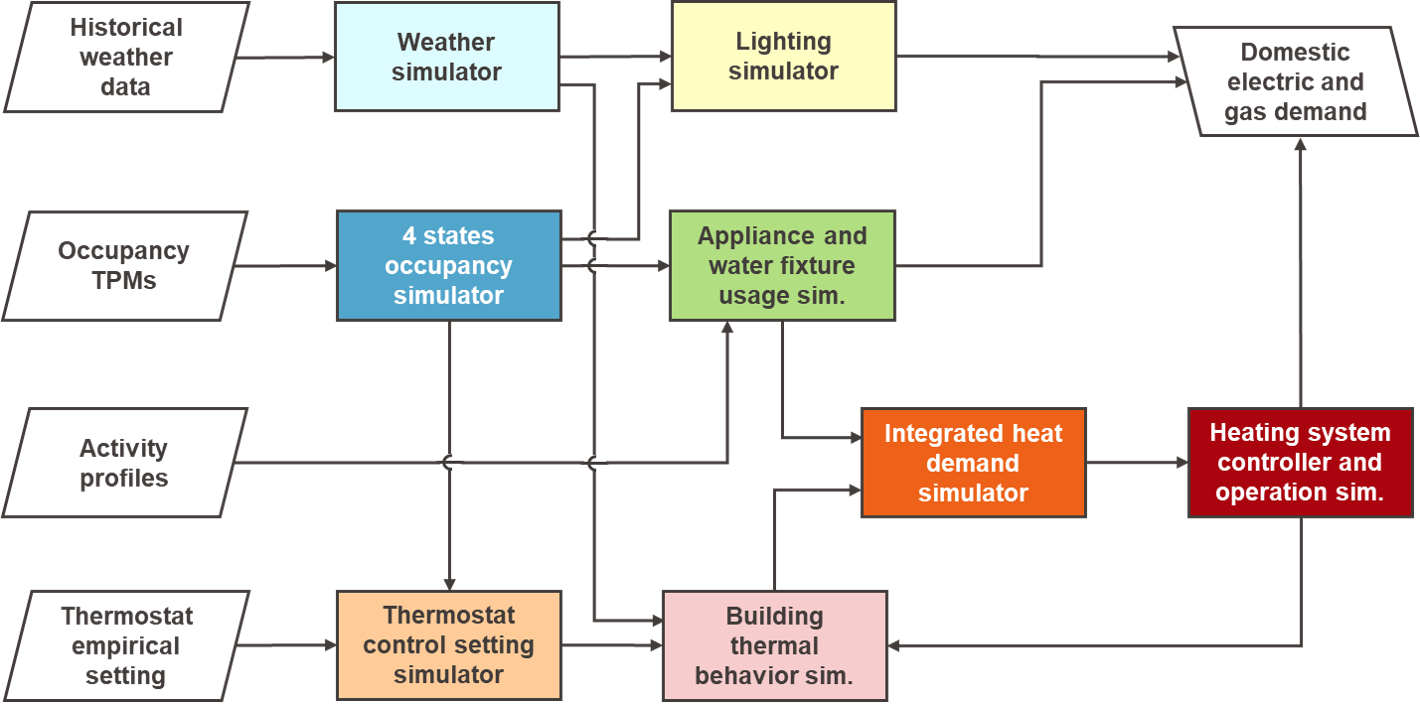 Historical
weather
data
Weather
simulator
Lighting
simulator
Domestic
electric and
gas demand
Occupancy
TPMs
4 states
occupancy
simulator
Appliance and
water fixture
usage sim.
Activity
profiles
Integrated heat
demand
simulator
Heating system
controller and
operation sim.
Thermostat
empirical
setting
Thermostat
control setting
simulator
Building
thermal
behavior sim.